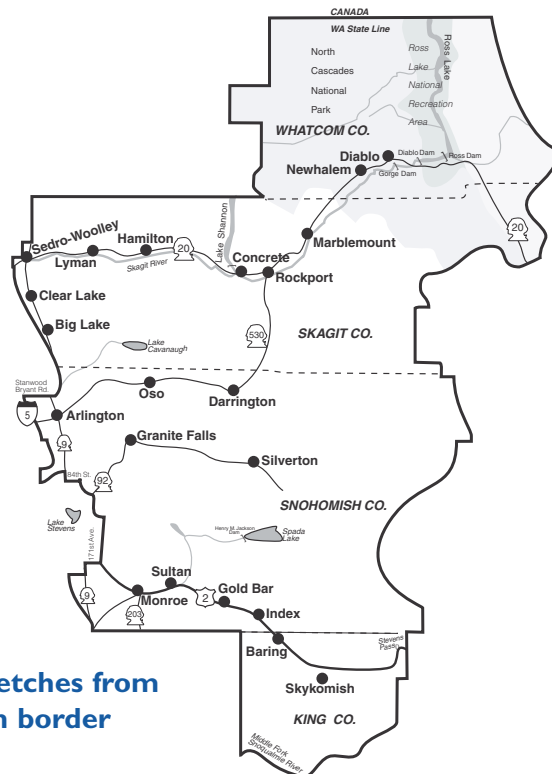 CANADA
WA State Line
North
Cascades
National
Park
Ross
Lake
National
Recreation
Area
Ross Lake
WHATCOM CO.
Diablo
Diablo Dam
Ross Dam
Newhalem
Gorge Dam
20
Sedro-Woolley
Hamilton
20
Lyman
Skagit River
Lake Shannon
Concrete
Marblemount
Rockport
Clear Lake
Big Lake
Lake
Cavanaugh
530
SKAGIT CO.
Stanwood
Bryant Rd.
5
Arlington
Oso
Darrington
9
Granite Falls
84th St.
92
Silverton
SNOHOMISH CO.
Lake
Stevens
171st Ave.
Henry M. Jackson
Dam
Spada
Lake
Sultan
9
Monroe
203
2
Gold Bar
Index
Baring
Stevens
Pass
Skykomish
KING CO.
Middle Fork
Snoqualmie River
etches from
n border